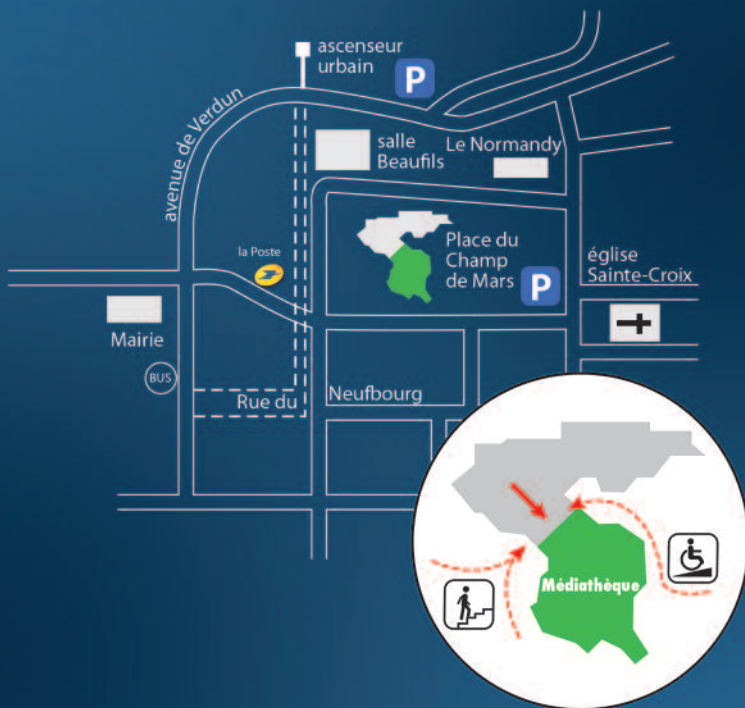 ascenseur
urbain
P
avenue de Verdun
salle
Beaufils
Le Normandy
la Poste
Place du
Champ
de Mars
P
église
Sainte-Croix
Mairie
BUS
Rue du
Neufbourg
Médiathèque